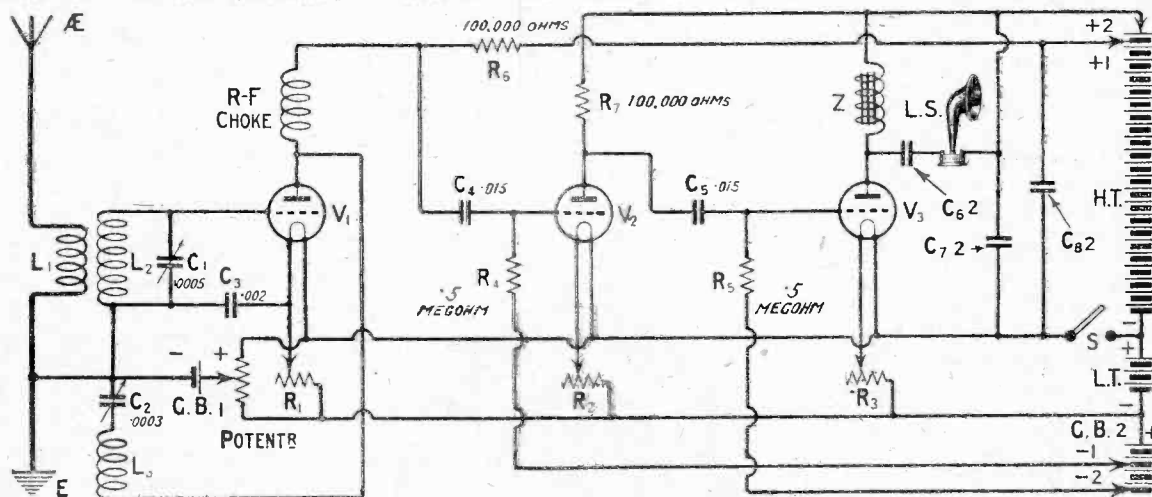 Æ
100,000 OHMS
+2
+1
R6
R-F
CHOKE
R7 100,000 OHMS
Z
L.S.
C4 .015
C5 .015
V1
V2
V3
C6 2
H.T.
L1
L2
C1
.0005
C7 2
C8 2
C3
.002
R4
R5
.5
MEGOHM
.5
MEGOHM
-
+
S
-
+
C2
.0003
G.B.1
R1
R2
R3
L.T.
-
POTENTR
G.B.2
+
L3
-1
E
-2